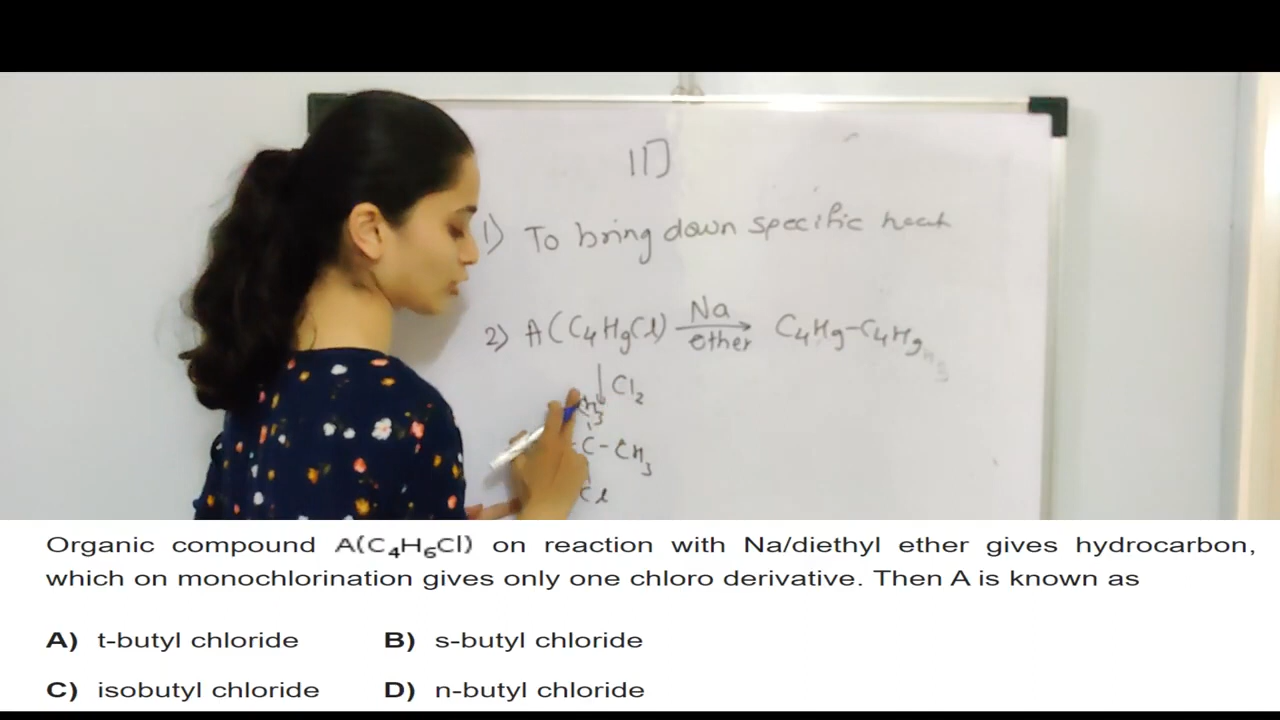 11]
1) To bring down specific heat
2) A(C4H9Cl) Na ether → C4H9-C4H9
↓ Cl2
CH3
-C-CH3
Cl
Organic compound A(C₄H₆Cl) on reaction with Na/diethyl ether gives hydrocarbon,
which on monochlorination gives only one chloro derivative. Then A is known as
A) t-butyl chloride B) s-butyl chloride
C) isobutyl chloride D) n-butyl chloride